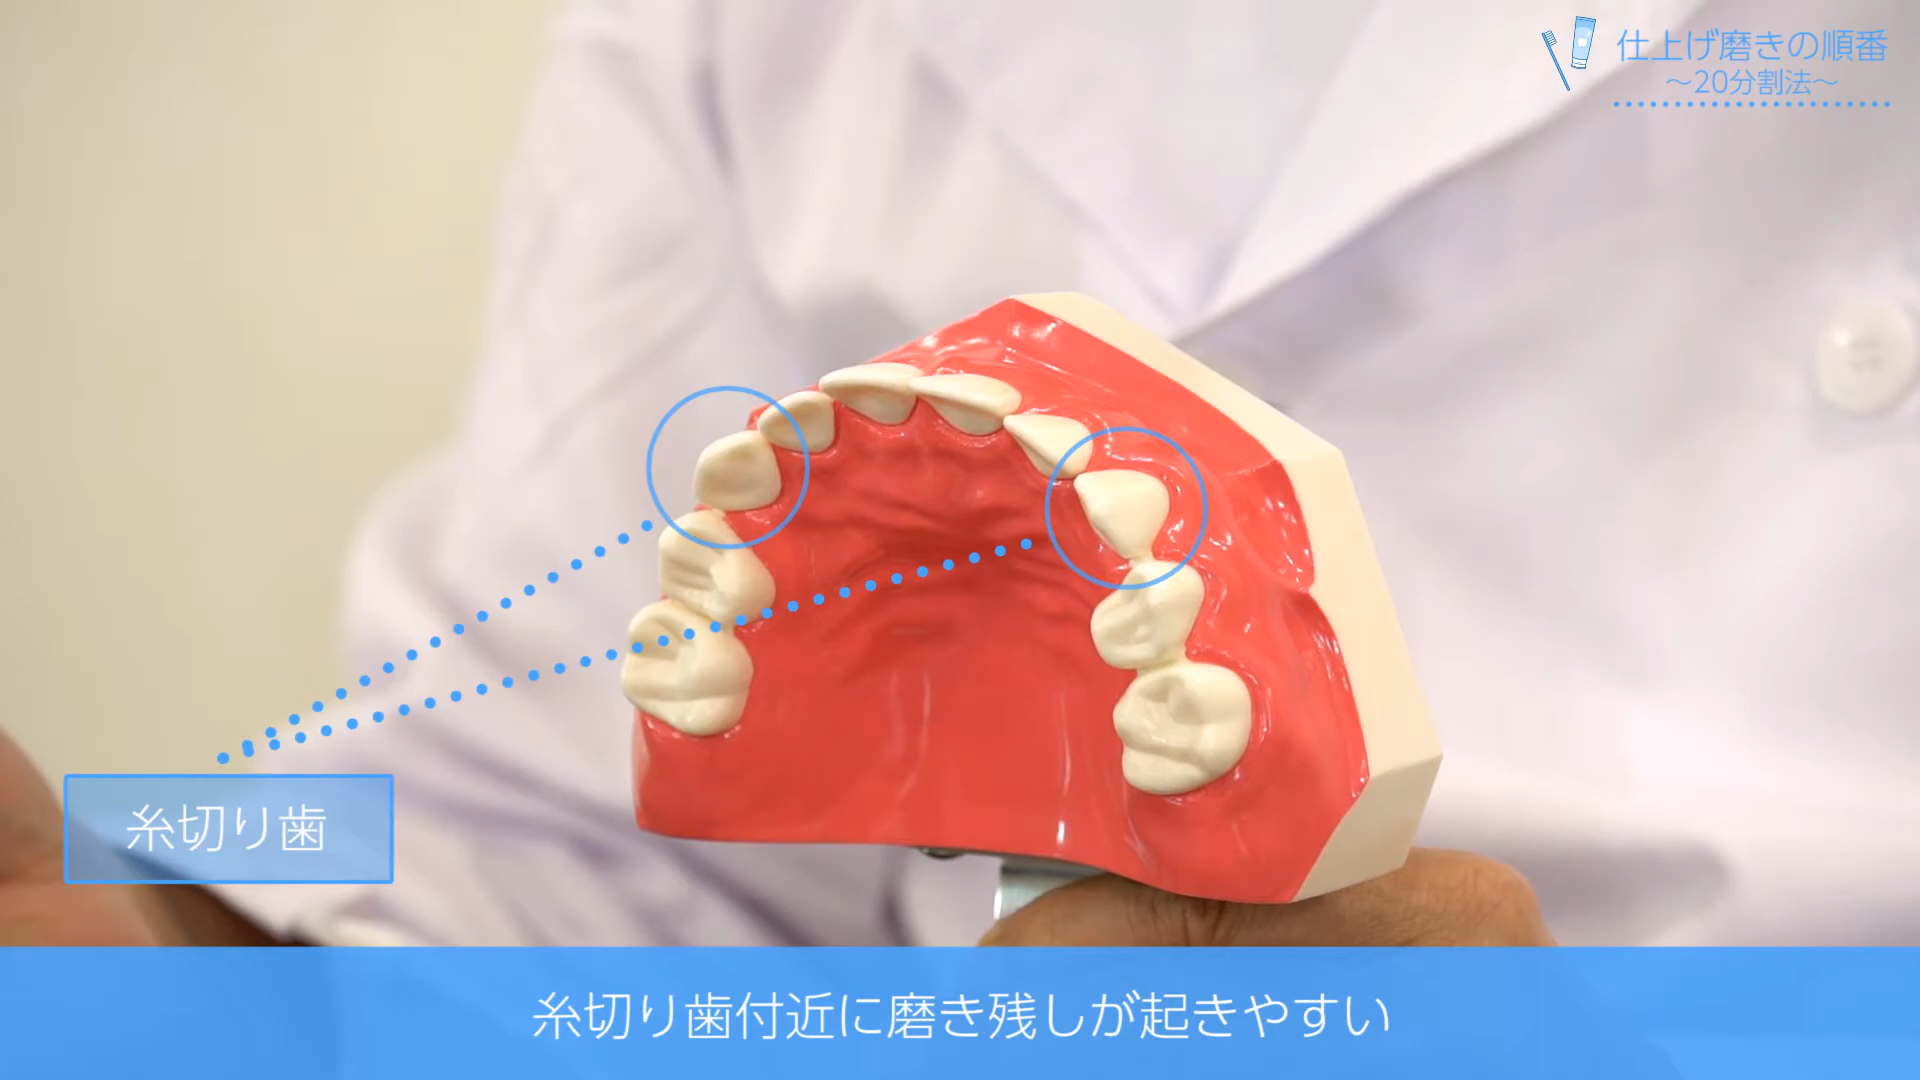 仕上げ磨きの順番
～20分割法～
糸切り歯
糸切り歯付近に磨き残しが起きやすい